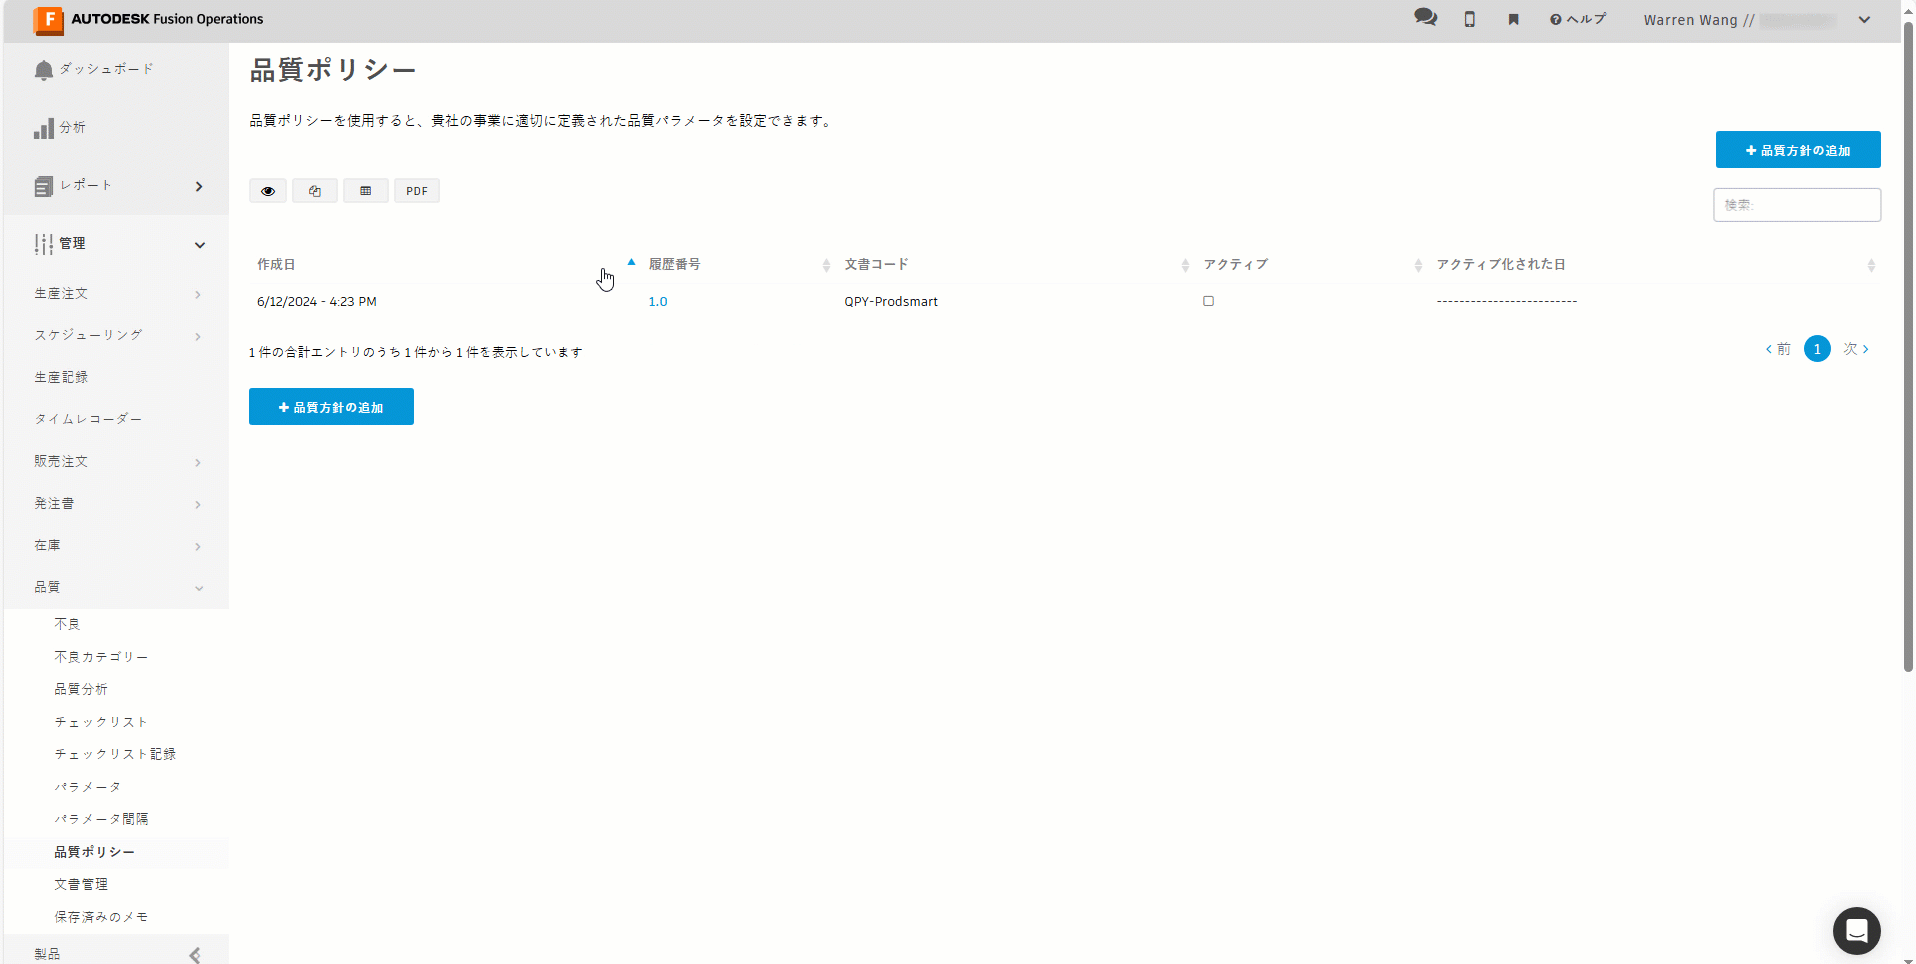 AUTODESK Fusion Operations
ヘルプ
Warren Wang //
ダッシュボード
分析
レポート
管理
生産注文
スケジューリング
生産記録
タイムレコーダー
販売注文
発注書
在庫
品質
不良
不良カテゴリー
品質分析
チェックリスト
チェックリスト記録
パラメータ
パラメータ間隔
品質ポリシー
文書管理
保存済みのメモ
製品
品質ポリシー
品質ポリシーを使用すると、貴社の事業に適切に定義された品質パラメータを設定できます。
+ 品質方針の追加
PDF
検索:
作成日 履歴番号 文書コード アクティブ アクティブ化された日
6/12/2024 - 4:23 PM 1.0 QPY-Prodsmart -------------------------
1 件の合計エントリのうち 1 件から 1 件を表示しています
前 1 次
+ 品質方針の追加